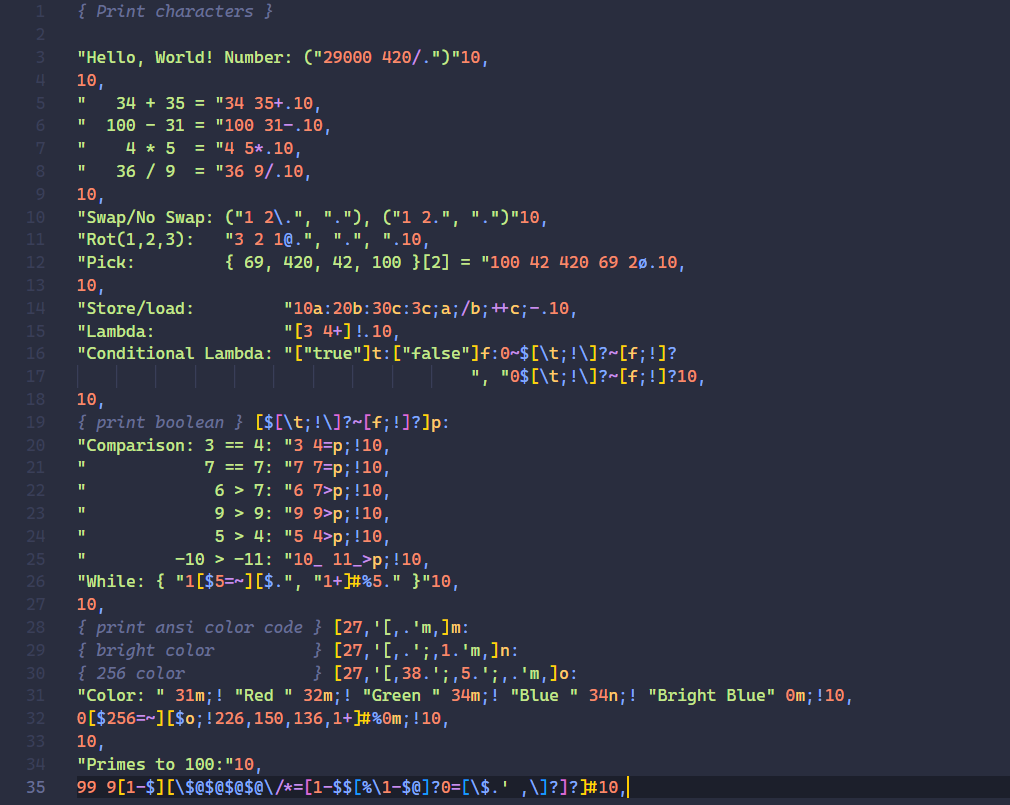 1 { Print characters }
2
3 "Hello, World! Number: ("29000 420/.")"10,
4 10,
5 "   34 + 35 = "34 35+.10,
6 "  100 - 31 = "100 31-.10,
7 "    4 * 5  = "4 5*.10,
8 "   36 / 9  = "36 9/.10,
9 10,
10 "Swap/No Swap: ("1 2\.", "."), ("1 2.", ".")"10,
11 "Rot(1,2,3):   "3 2 1@.", ".", ".10,
12 "Pick:         { 69, 420, 42, 100 }[2] = "100 42 420 69 2ø.10,
13 10,
14 "Store/load:         "10a:20b:30c:3c;a;/b;++c;-.10,
15 "Lambda:             "[3 4+]!.10,
16 "Conditional Lambda: "["true"]t:["false"]f:0~$[\t;!\]?~[f;!]?
17                                         ", "0$[\t;!\]?~[f;!]?10,
18 10,
19 { print boolean } [$[\t;!\]?~[f;!]?]p:
20 "Comparison: 3 == 4: "3 4=p;!10,
21 "            7 == 7: "7 7=p;!10,
22 "             6 > 7: "6 7>p;!10,
23 "             9 > 9: "9 9>p;!10,
24 "             5 > 4: "5 4>p;!10,
25 "         -10 > -11: "10_ 11_>p;!10,
26 "While: { "1[$5=~][$.", "1+]#%5." }"10,
27 10,
28 { print ansi color code } [27,'[,.'m,]m:
29 { bright color          } [27,'[,.';,1.'m,]n:
30 { 256 color             } [27,'[,38.';,5.';,.'m,]o:
31 "Color: " 31m;! "Red " 32m;! "Green " 34m;! "Blue " 34n;! "Bright Blue" 0m;!10,
32 0[$256=~][$o;!226,150,136,1+]#%0m;!10,
33 10,
34 "Primes to 100:"10,
35 99 9[1-$][\$@$@$@$@\/*=[1-$$[%\1-$@]?0=[\$.' ,\]?]?]#10,